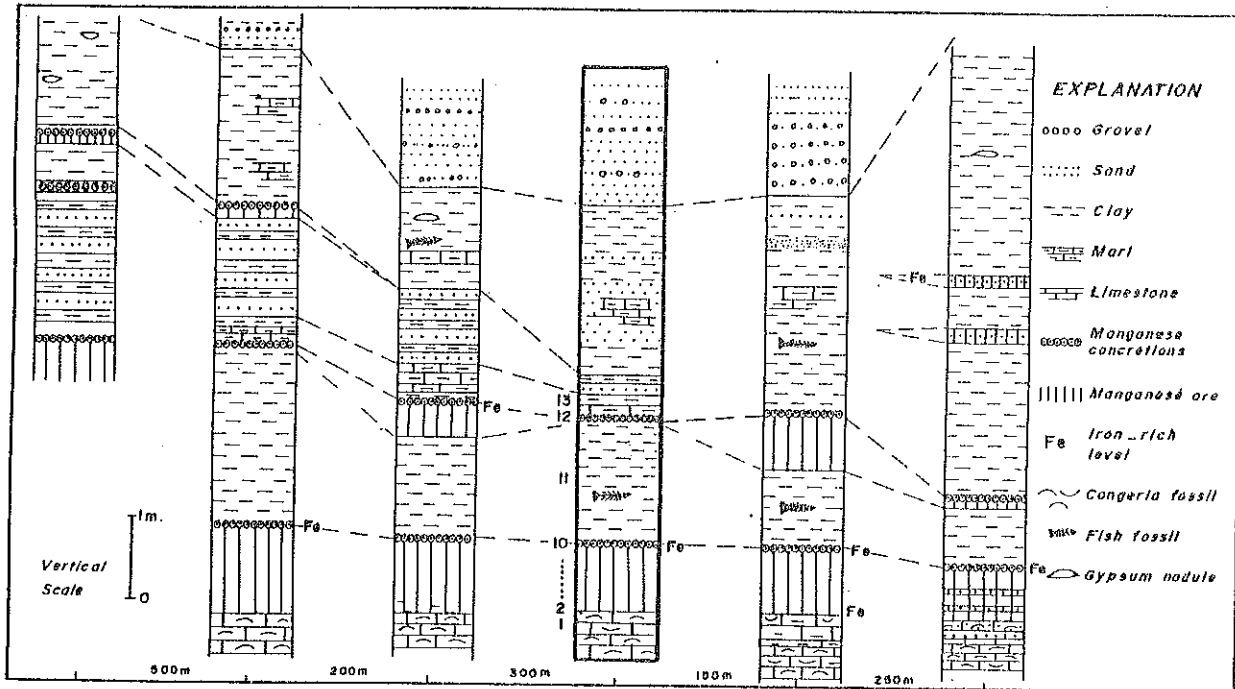 EXPLANATION
Gravel
Sand
Clay
Marl
Limestone
Manganese
concretions
Manganese ore
Fe Iron-rich
level
Congeria fossil
Fish fossil
Gypsum nodule
Fe
Fe
Fe
Fe
Fe
Fe
Fe
13
12
11
10
2
1
1m.
Vertical
Scale
0
500m
200m
300m
150m
250m